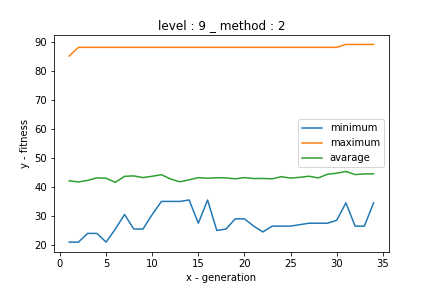 level : 9 _ method : 2
90
80
70
60
50
40
30
20
y - fitness
minimum
maximum
avarage
0 5 10 15 20 25 30 35
x - generation